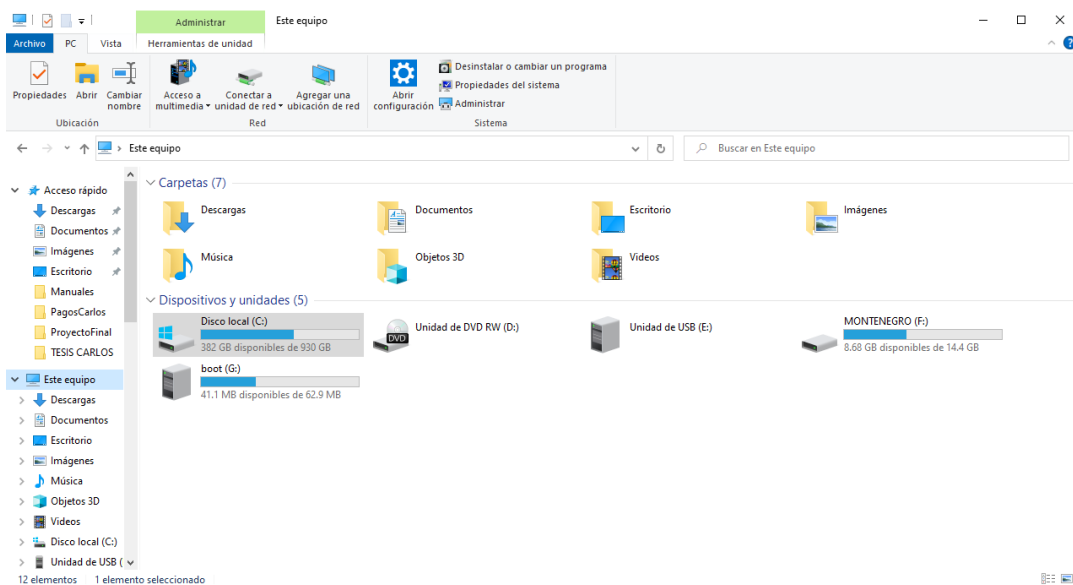 Administrar
Este equipo
Archivo
PC
Vista
Herramientas de unidad
Propiedades
Abrir
Cambiar
nombre
Acceso a
multimedia
Conectar a
unidad de red
Agregar una
ubicación de red
Abrir
configuración
Desinstalar o cambiar un programa
Propiedades del sistema
Administrar
Ubicación
Red
Sistema
Este equipo
Buscar en Este equipo
Acceso rápido
Descargas
Documentos
Imágenes
Escritorio
Manuales
PagosCarlos
ProyectoFinal
TESIS CARLOS
Este equipo
Descargas
Documentos
Escritorio
Imágenes
Música
Objetos 3D
Videos
Disco local (C:)
Unidad de USB (
Carpetas (7)
Descargas
Documentos
Escritorio
Imágenes
Música
Objetos 3D
Videos
Dispositivos y unidades (5)
Disco local (C:)
382 GB disponibles de 930 GB
Unidad de DVD RW (D:)
DVD
Unidad de USB (E:)
MONTENEGRO (F:)
8.68 GB disponibles de 14.4 GB
boot (G:)
41.1 MB disponibles de 62.9 MB
12 elementos
1 elemento seleccionado